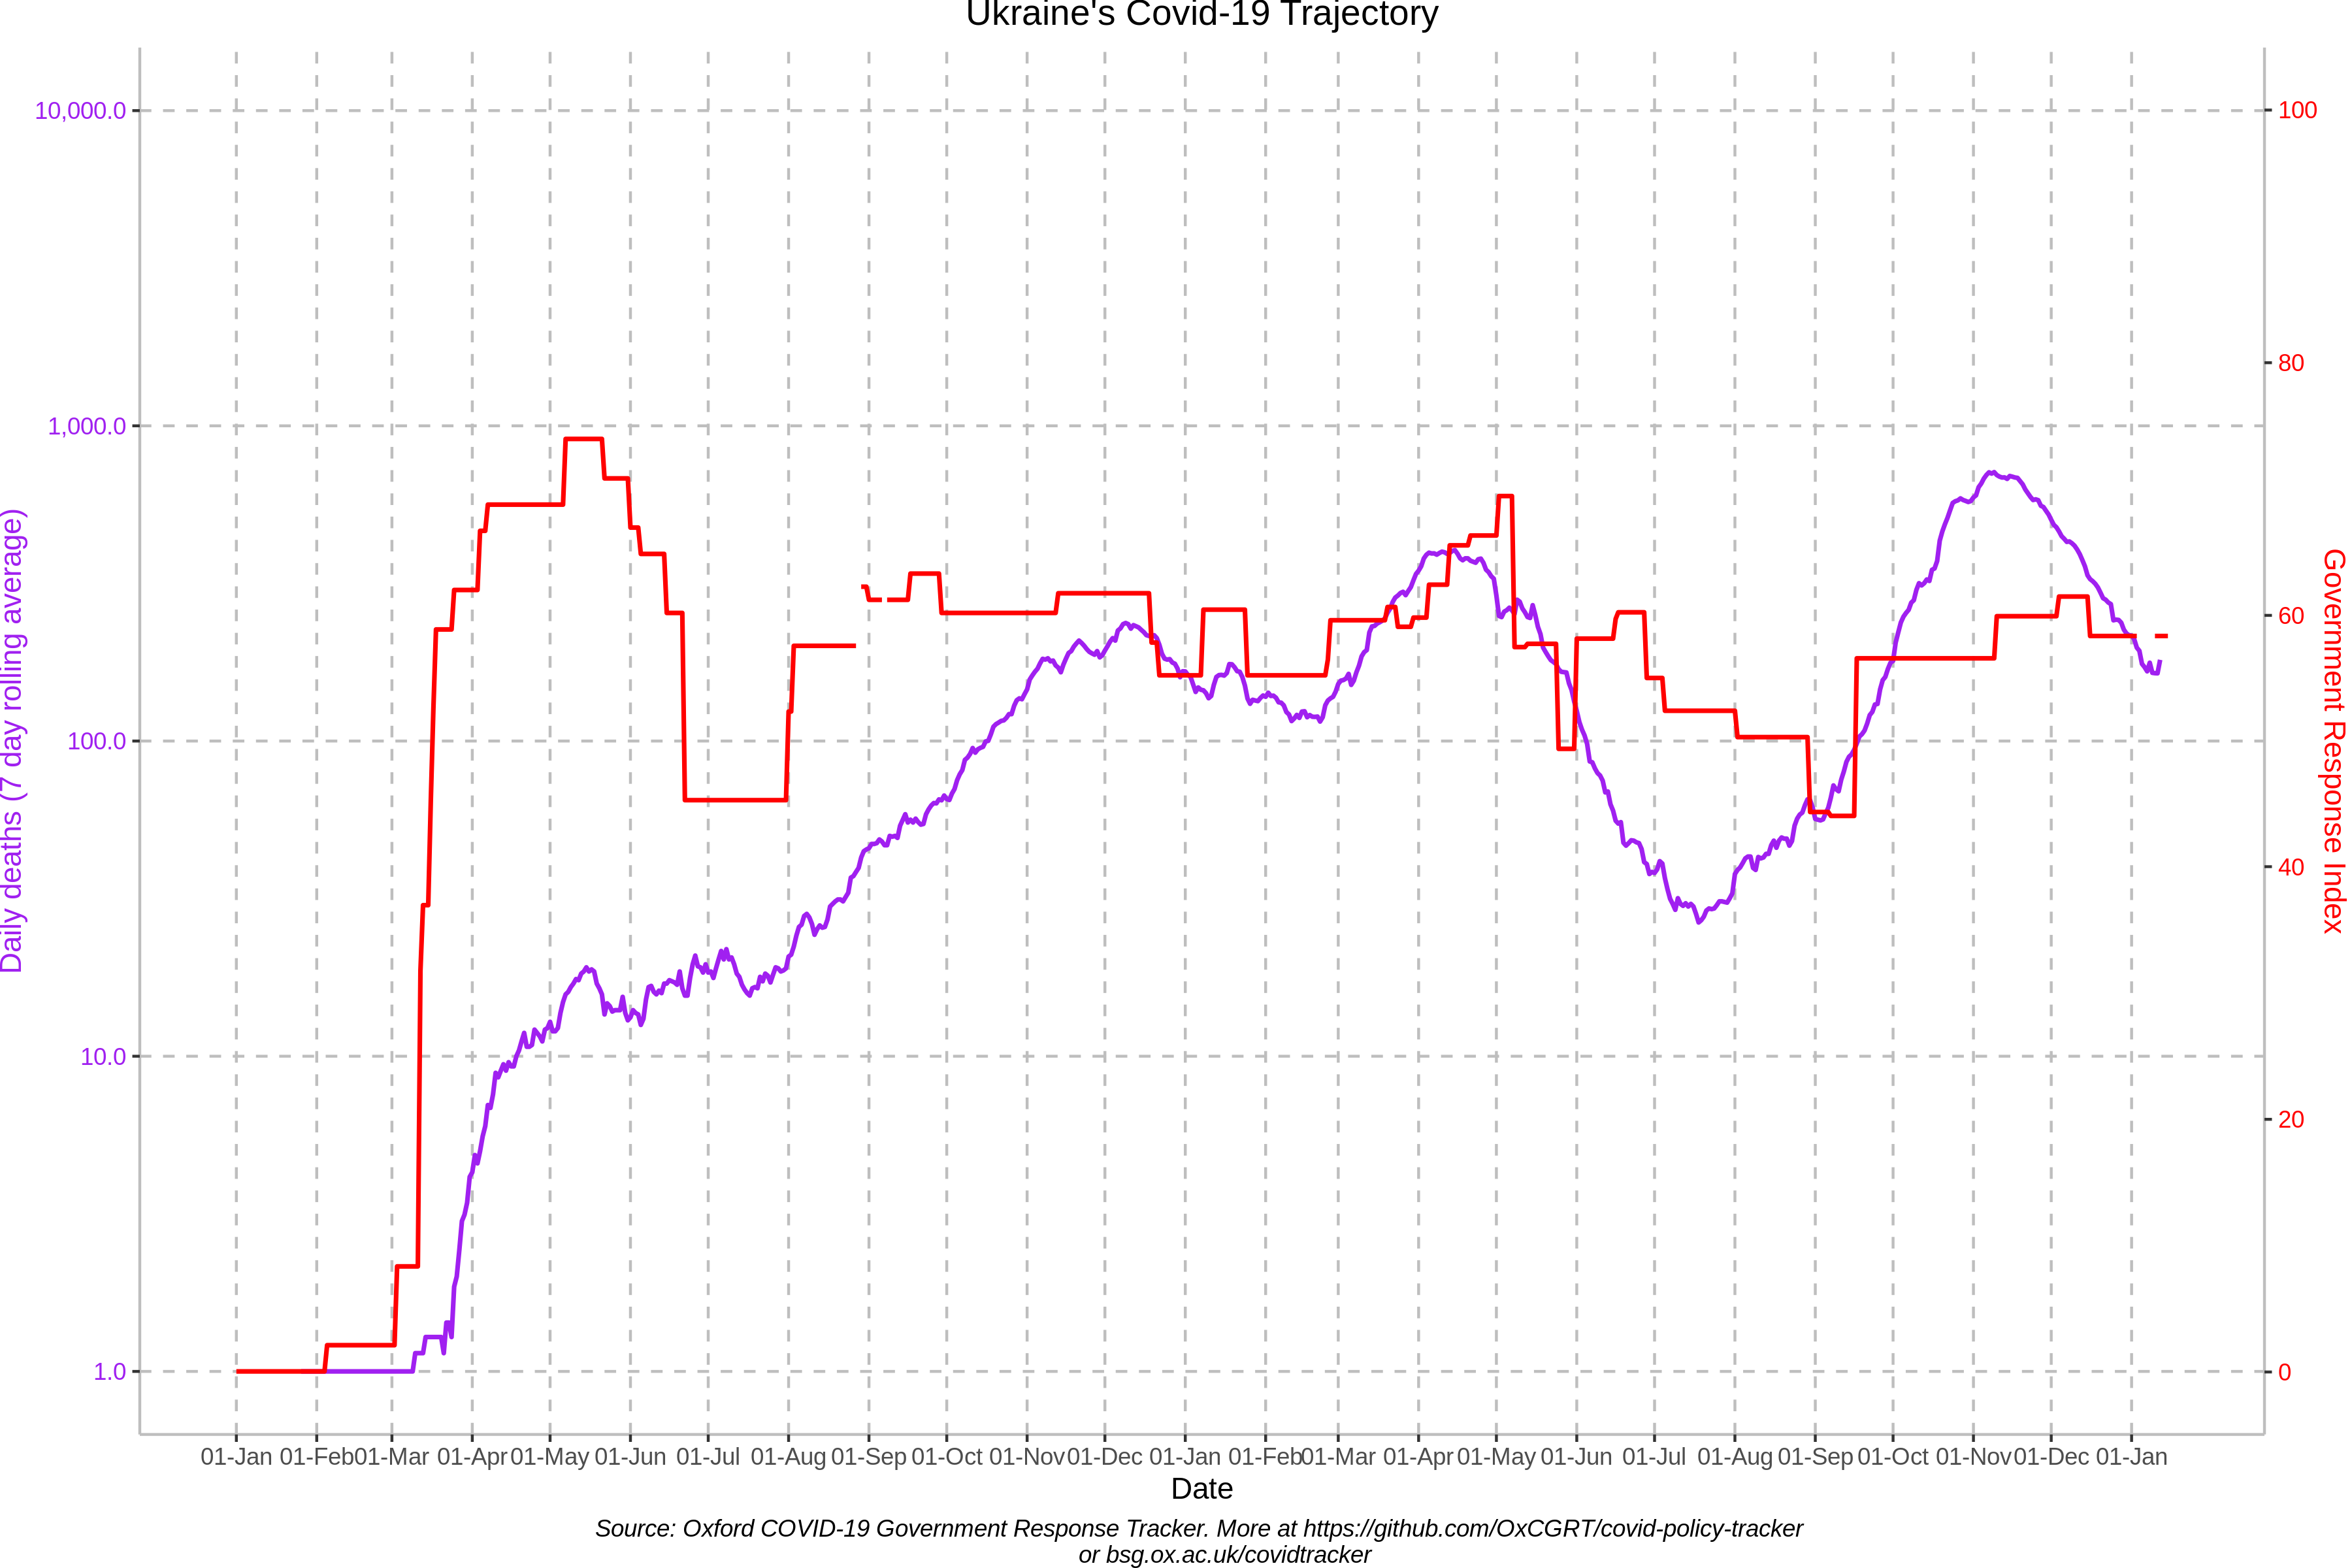 Ukraine's Covid-19 Trajectory
10,000.0
1,000.0
100.0
10.0
1.0
Daily deaths (7 day rolling average)
100
80
60
40
20
0
Government Response Index
01-Jan 01-Feb 01-Mar 01-Apr 01-May 01-Jun 01-Jul 01-Aug 01-Sep 01-Oct 01-Nov 01-Dec 01-Jan 01-Feb 01-Mar 01-Apr 01-May 01-Jun 01-Jul 01-Aug 01-Sep 01-Oct 01-Nov 01-Dec 01-Jan
Date
Source: Oxford COVID-19 Government Response Tracker. More at https://github.com/OxCGRT/covid-policy-tracker
or bsg.ox.ac.uk/covidtracker